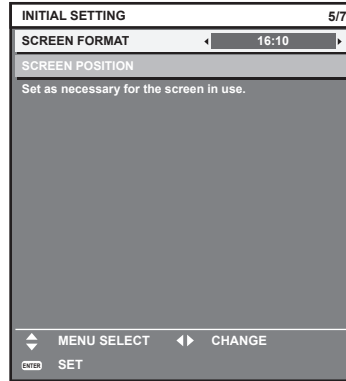 INITIAL SETTING 5/7
SCREEN FORMAT 16:10
SCREEN POSITION
Set as necessary for the screen in use.
MENU SELECT CHANGE
ENTER SET